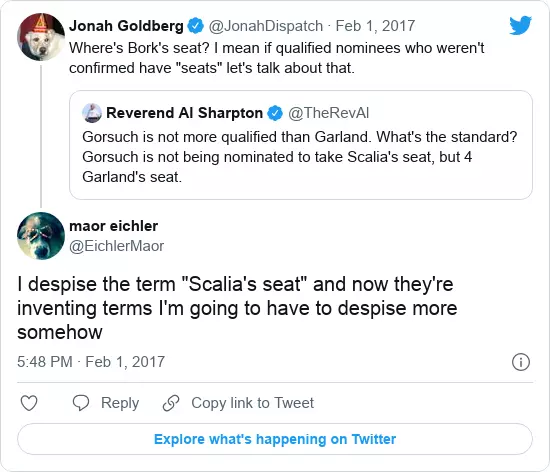 Jonah Goldberg @JonahDispatch · Feb 1, 2017
Where's Bork's seat? I mean if qualified nominees who weren't
confirmed have "seats" let's talk about that.
Reverend Al Sharpton @TheRevAl
Gorsuch is not more qualified than Garland. What's the standard?
Gorsuch is not being nominated to take Scalia's seat, but 4
Garland's seat.
maor eichler
@EichlerMaor
I despise the term "Scalia's seat" and now they're
inventing terms I'm going to have to despise more
somehow
5:48 PM · Feb 1, 2017
Reply Copy link to Tweet
Explore what's happening on Twitter